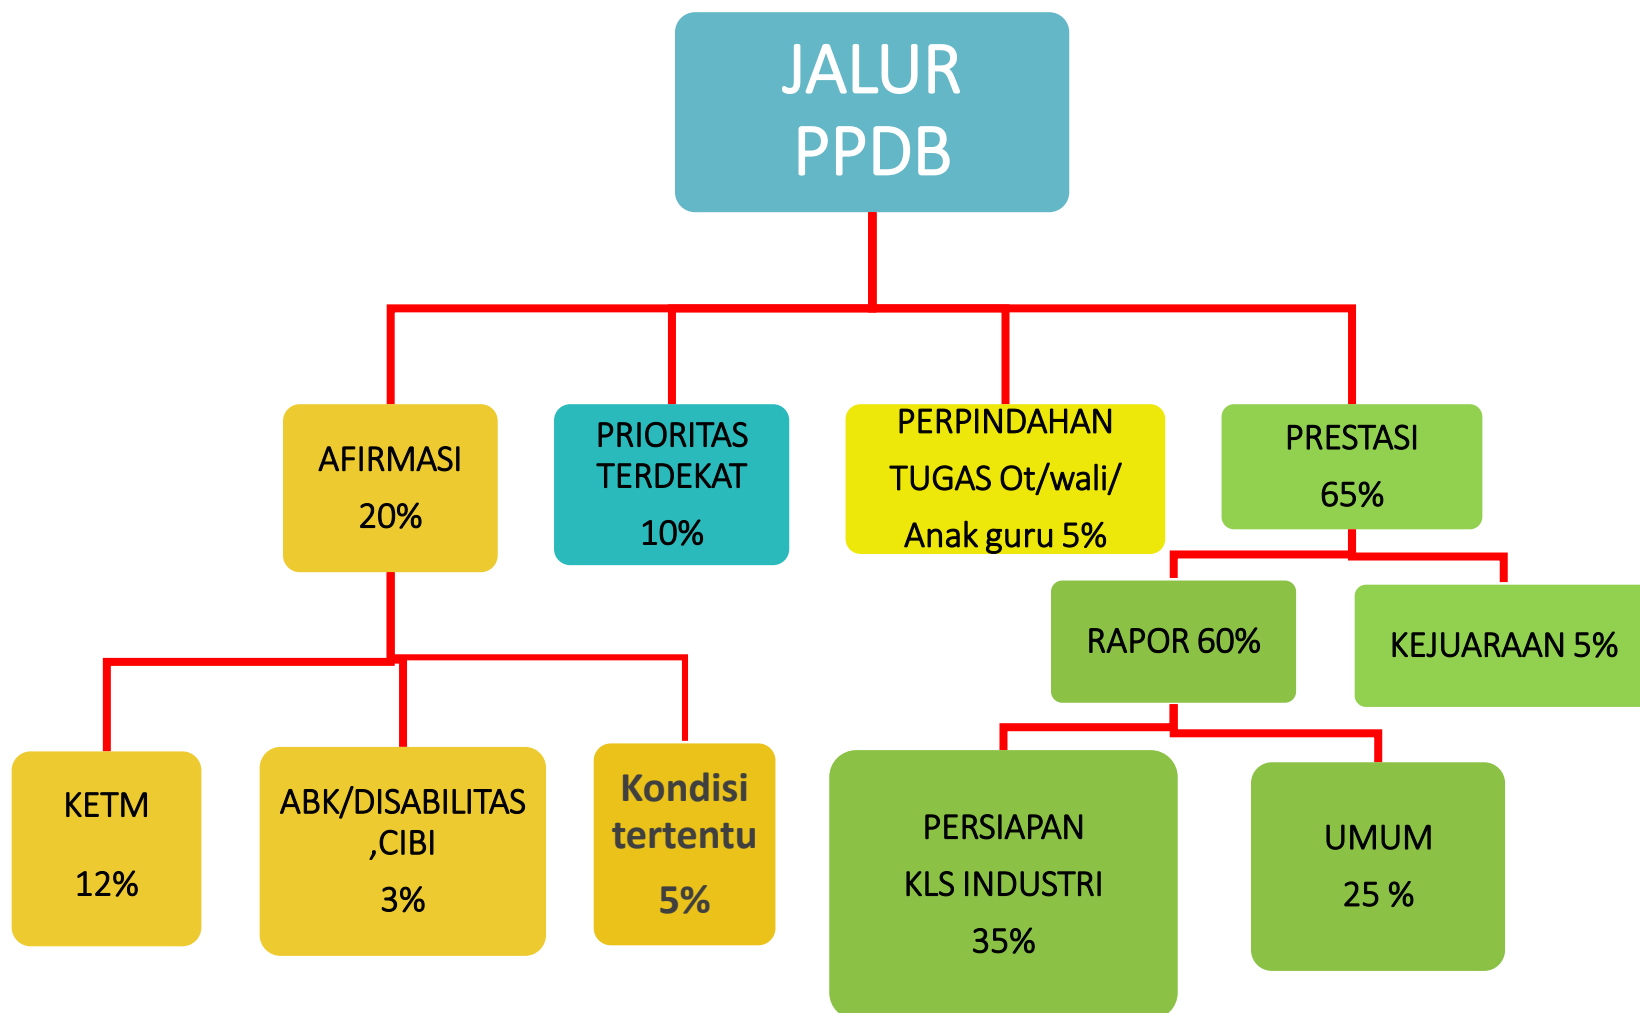 JALUR
PPDB
AFIRMASI
20%
PRIORITAS
TERDEKAT
10%
PERPINDAHAN
TUGAS Ot/wali/
Anak guru 5%
PRESTASI
65%
RAPOR 60%
KEJUARAAN 5%
KETM
12%
ABK/DISABILITAS
,CIBI
3%
Kondisi
tertentu
5%
PERSIAPAN
KLS INDUSTRI
35%
UMUM
25 %